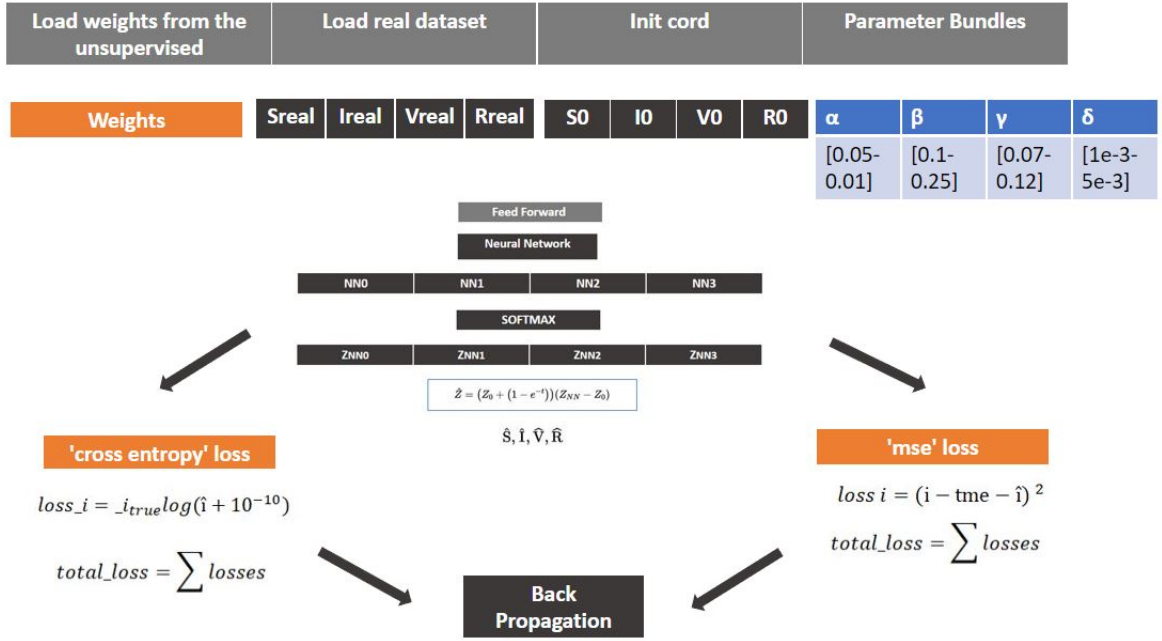 Load weights from the
unsupervised
Load real dataset
Init cord
Parameter Bundles
Weights
Sreal
Ireal
Vreal
Rreal
S0
I0
V0
R0
α
β
γ
δ
[0.05-
0.01]
[0.1-
0.25]
[0.07-
0.12]
[1e-3-
5e-3]
Feed Forward
Neural Network
NN0
NN1
NN2
NN3
SOFTMAX
ZNN0
ZNN1
ZNN2
ZNN3
Ẑ = (Z₀ + (1 − e⁻ᵗ))(Z_NN − Z₀)
Ŝ, Î, V̂, R̂
'cross entropy' loss
loss_i = _i_true log(î + 10⁻¹⁰)
total_loss = ∑ losses
'mse' loss
loss i = (i − tme − î)²
total_loss = ∑ losses
Back
Propagation